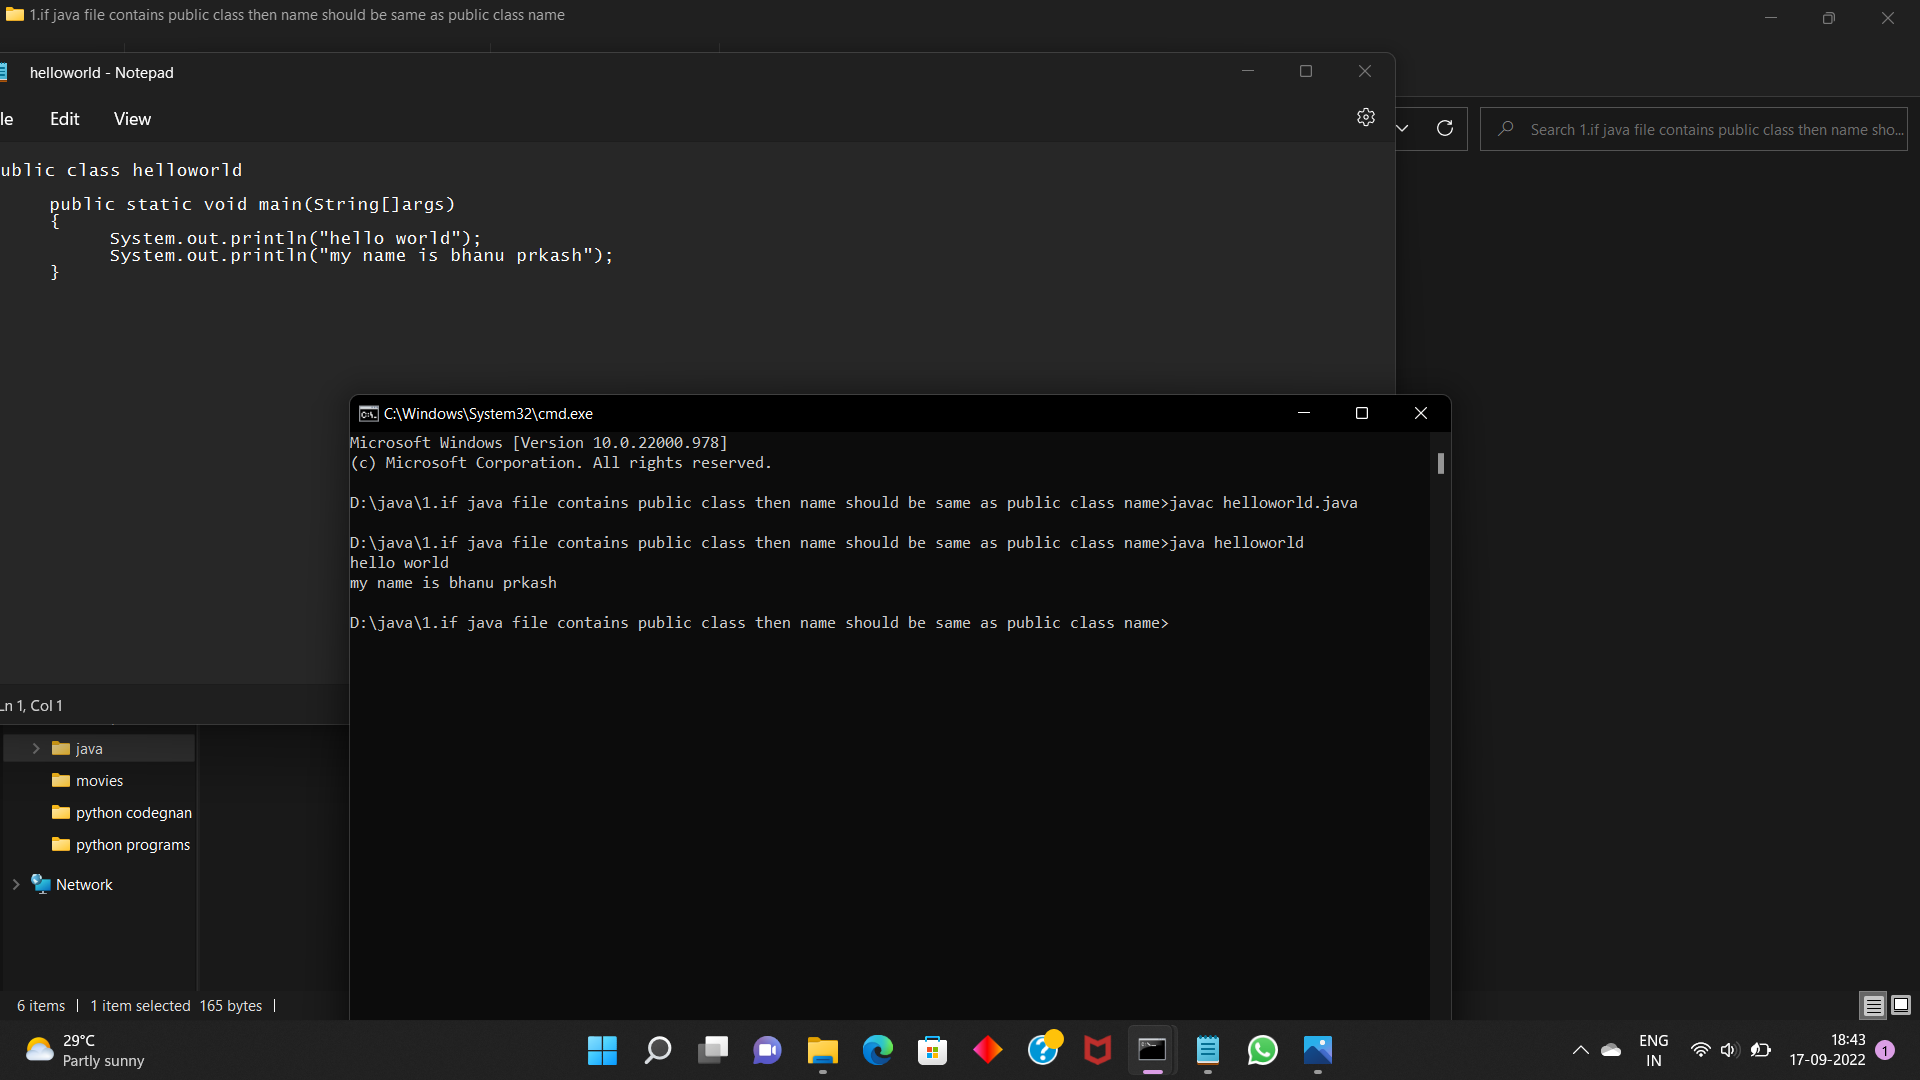 1.if java file contains public class then name should be same as public class name
helloworld - Notepad
le Edit View
Search 1.if java file contains public class then name sho...
ublic class helloworld
public static void main(String[]args)
{
System.out.println("hello world");
System.out.println("my name is bhanu prkash");
}
C:\Windows\System32\cmd.exe
Microsoft Windows [Version 10.0.22000.978]
(c) Microsoft Corporation. All rights reserved.
D:\java\1.if java file contains public class then name should be same as public class name>javac helloworld.java
D:\java\1.if java file contains public class then name should be same as public class name>java helloworld
hello world
my name is bhanu prkash
D:\java\1.if java file contains public class then name should be same as public class name>
Ln 1, Col 1
java
movies
python codegnan
python programs
Network
6 items 1 item selected 165 bytes
29°C
Partly sunny
ENG
IN
18:43
17-09-2022
1